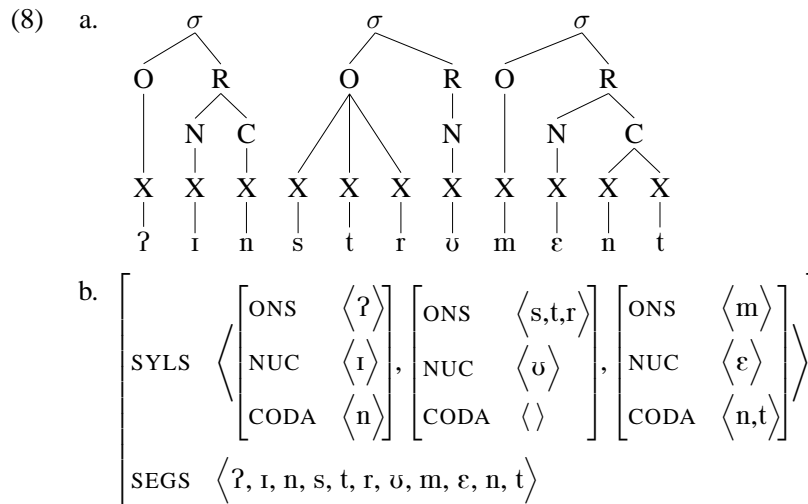 (8) a. σ σ σ
O R O R O R
N C N N C
X X X X X X X X X X X
ʔ ɪ n s t r ʊ m ɛ n t
b. [SYLS ⟨[ONS ⟨ʔ⟩, NUC ⟨ɪ⟩, CODA ⟨n⟩], [ONS ⟨s,t,r⟩, NUC ⟨ʊ⟩, CODA ⟨⟩], [ONS ⟨m⟩, NUC ⟨ɛ⟩, CODA ⟨n,t⟩]⟩
SEGS ⟨ʔ, ɪ, n, s, t, r, ʊ, m, ɛ, n, t⟩]